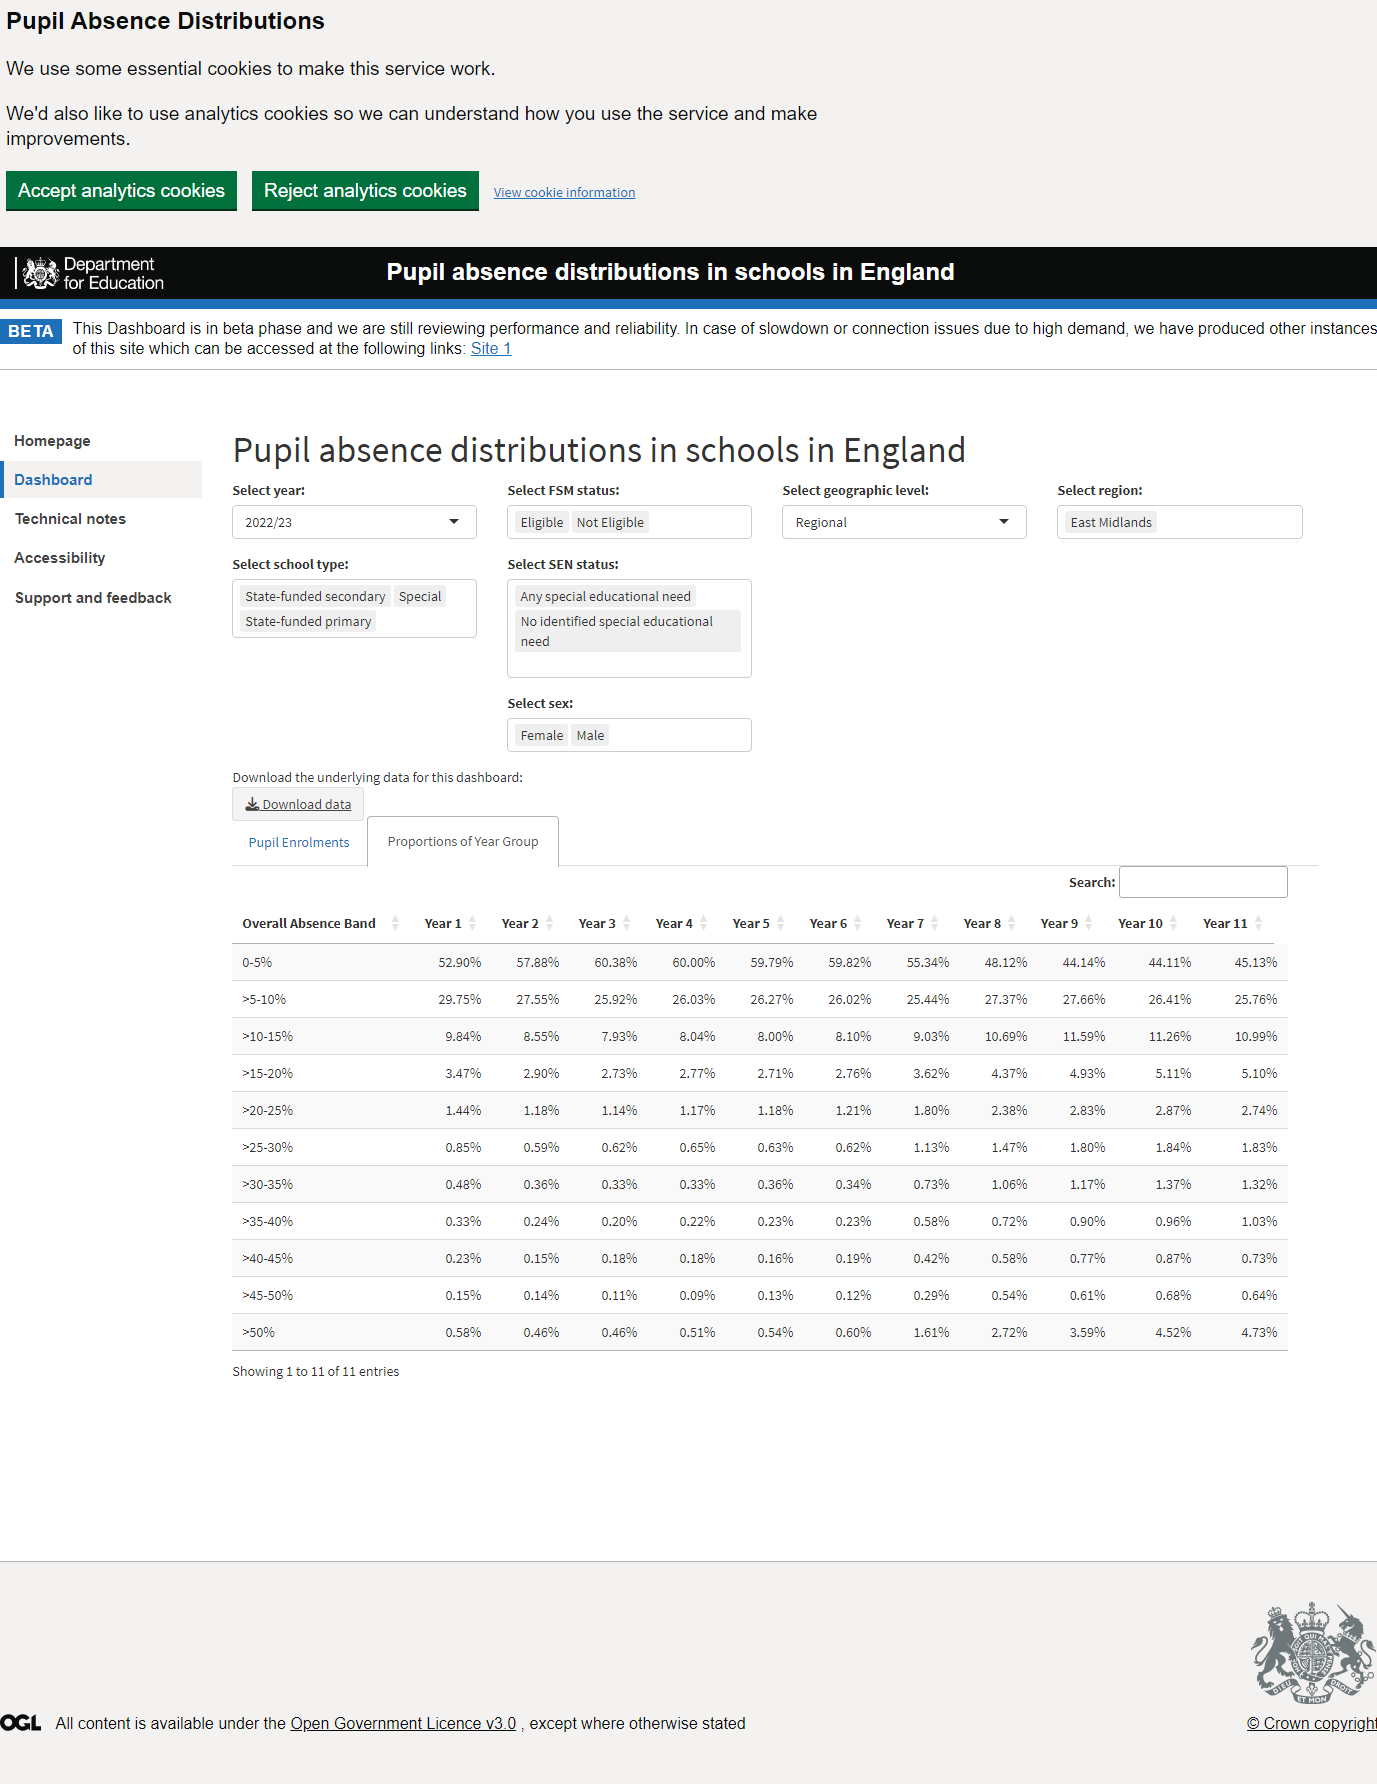 Pupil Absence Distributions
We use some essential cookies to make this service work.
We'd also like to use analytics cookies so we can understand how you use the service and make
improvements.
Accept analytics cookies Reject analytics cookies View cookie information
Department
for Education
Pupil absence distributions in schools in England
BETA
This Dashboard is in beta phase and we are still reviewing performance and reliability. In case of slowdown or connection issues due to high demand, we have produced other instances
of this site which can be accessed at the following links: Site 1
Homepage
Dashboard
Technical notes
Accessibility
Support and feedback
Pupil absence distributions in schools in England
Select year: Select FSM status: Select geographic level: Select region:
2022/23 Eligible Not Eligible Regional East Midlands
Select school type: Select SEN status:
State-funded secondary Special
State-funded primary
Any special educational need
No identified special educational
need
Select sex:
Female Male
Download the underlying data for this dashboard:
Download data
Pupil Enrolments Proportions of Year Group
Search:
Overall Absence Band Year 1 Year 2 Year 3 Year 4 Year 5 Year 6 Year 7 Year 8 Year 9 Year 10 Year 11
0-5% 52.90% 57.88% 60.38% 60.00% 59.79% 59.82% 55.34% 48.12% 44.14% 44.11% 45.13%
>5-10% 29.75% 27.55% 25.92% 26.03% 26.27% 26.02% 25.44% 27.37% 27.66% 26.41% 25.76%
>10-15% 9.84% 8.55% 7.93% 8.04% 8.00% 8.10% 9.03% 10.69% 11.59% 11.26% 10.99%
>15-20% 3.47% 2.90% 2.73% 2.77% 2.71% 2.76% 3.62% 4.37% 4.93% 5.11% 5.10%
>20-25% 1.44% 1.18% 1.14% 1.17% 1.18% 1.21% 1.80% 2.38% 2.83% 2.87% 2.74%
>25-30% 0.85% 0.59% 0.62% 0.65% 0.63% 0.62% 1.13% 1.47% 1.80% 1.84% 1.83%
>30-35% 0.48% 0.36% 0.33% 0.33% 0.36% 0.34% 0.73% 1.06% 1.17% 1.37% 1.32%
>35-40% 0.33% 0.24% 0.20% 0.22% 0.23% 0.23% 0.58% 0.72% 0.90% 0.96% 1.03%
>40-45% 0.23% 0.15% 0.18% 0.18% 0.16% 0.19% 0.42% 0.58% 0.77% 0.87% 0.73%
>45-50% 0.15% 0.14% 0.11% 0.09% 0.13% 0.12% 0.29% 0.54% 0.61% 0.68% 0.64%
>50% 0.58% 0.46% 0.46% 0.51% 0.54% 0.60% 1.61% 2.72% 3.59% 4.52% 4.73%
Showing 1 to 11 of 11 entries
DIEU ET MON DROIT
OGL All content is available under the Open Government Licence v3.0 , except where otherwise stated
© Crown copyright